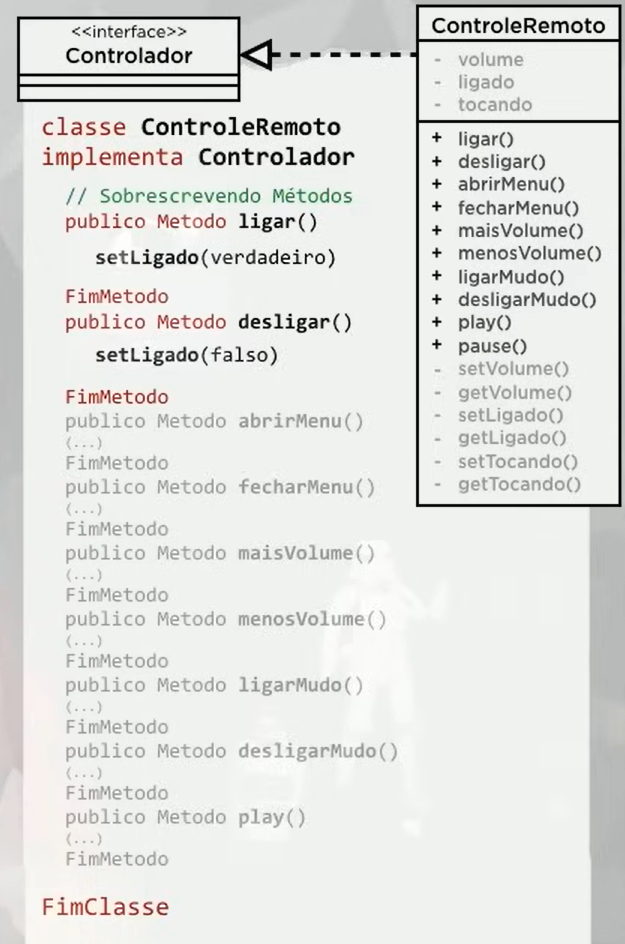 <<interface>>
Controlador
classe ControleRemoto
implementa Controlador
// Sobrescrevendo Métodos
publico Metodo ligar()
setLigado(verdadeiro)
FimMetodo
publico Metodo desligar()
setLigado(falso)
FimMetodo
publico Metodo abrirMenu()
(...)
FimMetodo
publico Metodo fecharMenu()
(...)
FimMetodo
publico Metodo maisVolume()
(...)
FimMetodo
publico Metodo menosVolume()
(...)
FimMetodo
publico Metodo ligarMudo()
(...)
FimMetodo
publico Metodo desligarMudo()
(...)
FimMetodo
publico Metodo play()
(...)
FimMetodo
FimClasse
ControleRemoto
- volume
- ligado
- tocando
+ ligar()
+ desligar()
+ abrirMenu()
+ fecharMenu()
+ maisVolume()
+ menosVolume()
+ ligarMudo()
+ desligarMudo()
+ play()
+ pause()
- setVolume()
- getVolume()
- setLigado()
- getLigado()
- setTocando()
- getTocando()